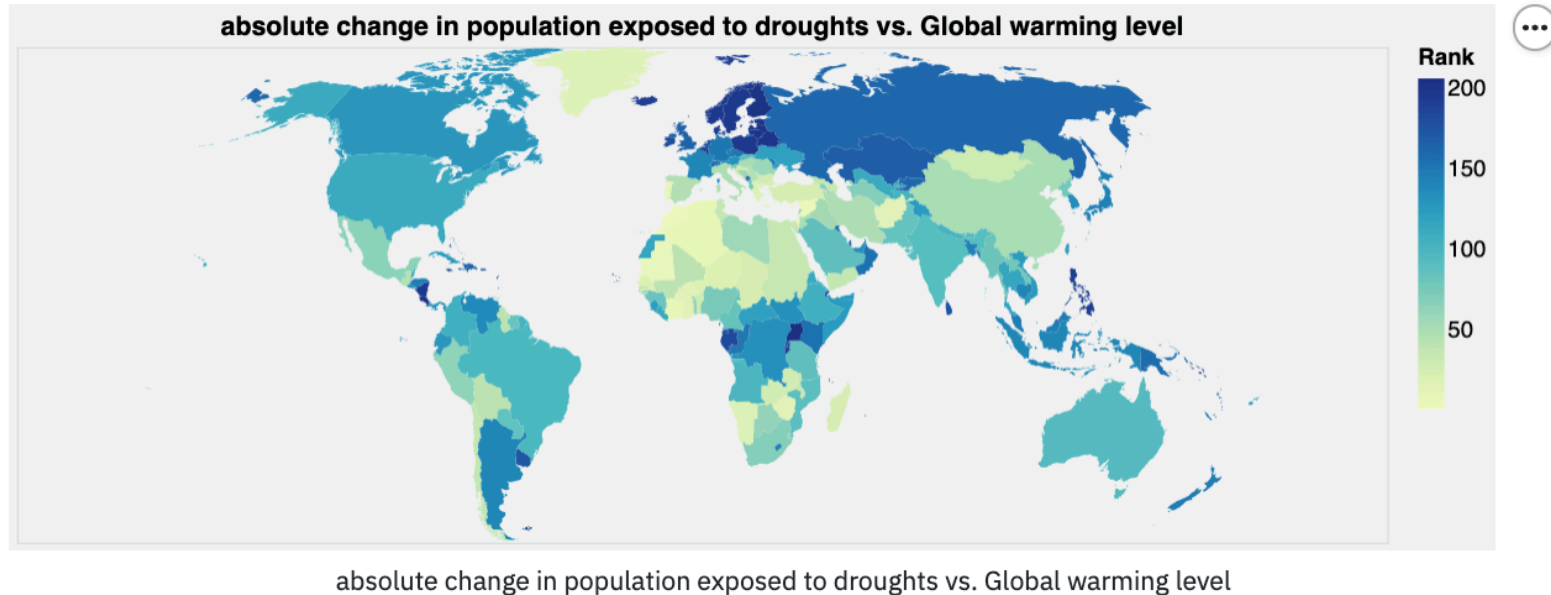 absolute change in population exposed to droughts vs. Global warming level
Rank
200
150
100
50
absolute change in population exposed to droughts vs. Global warming level